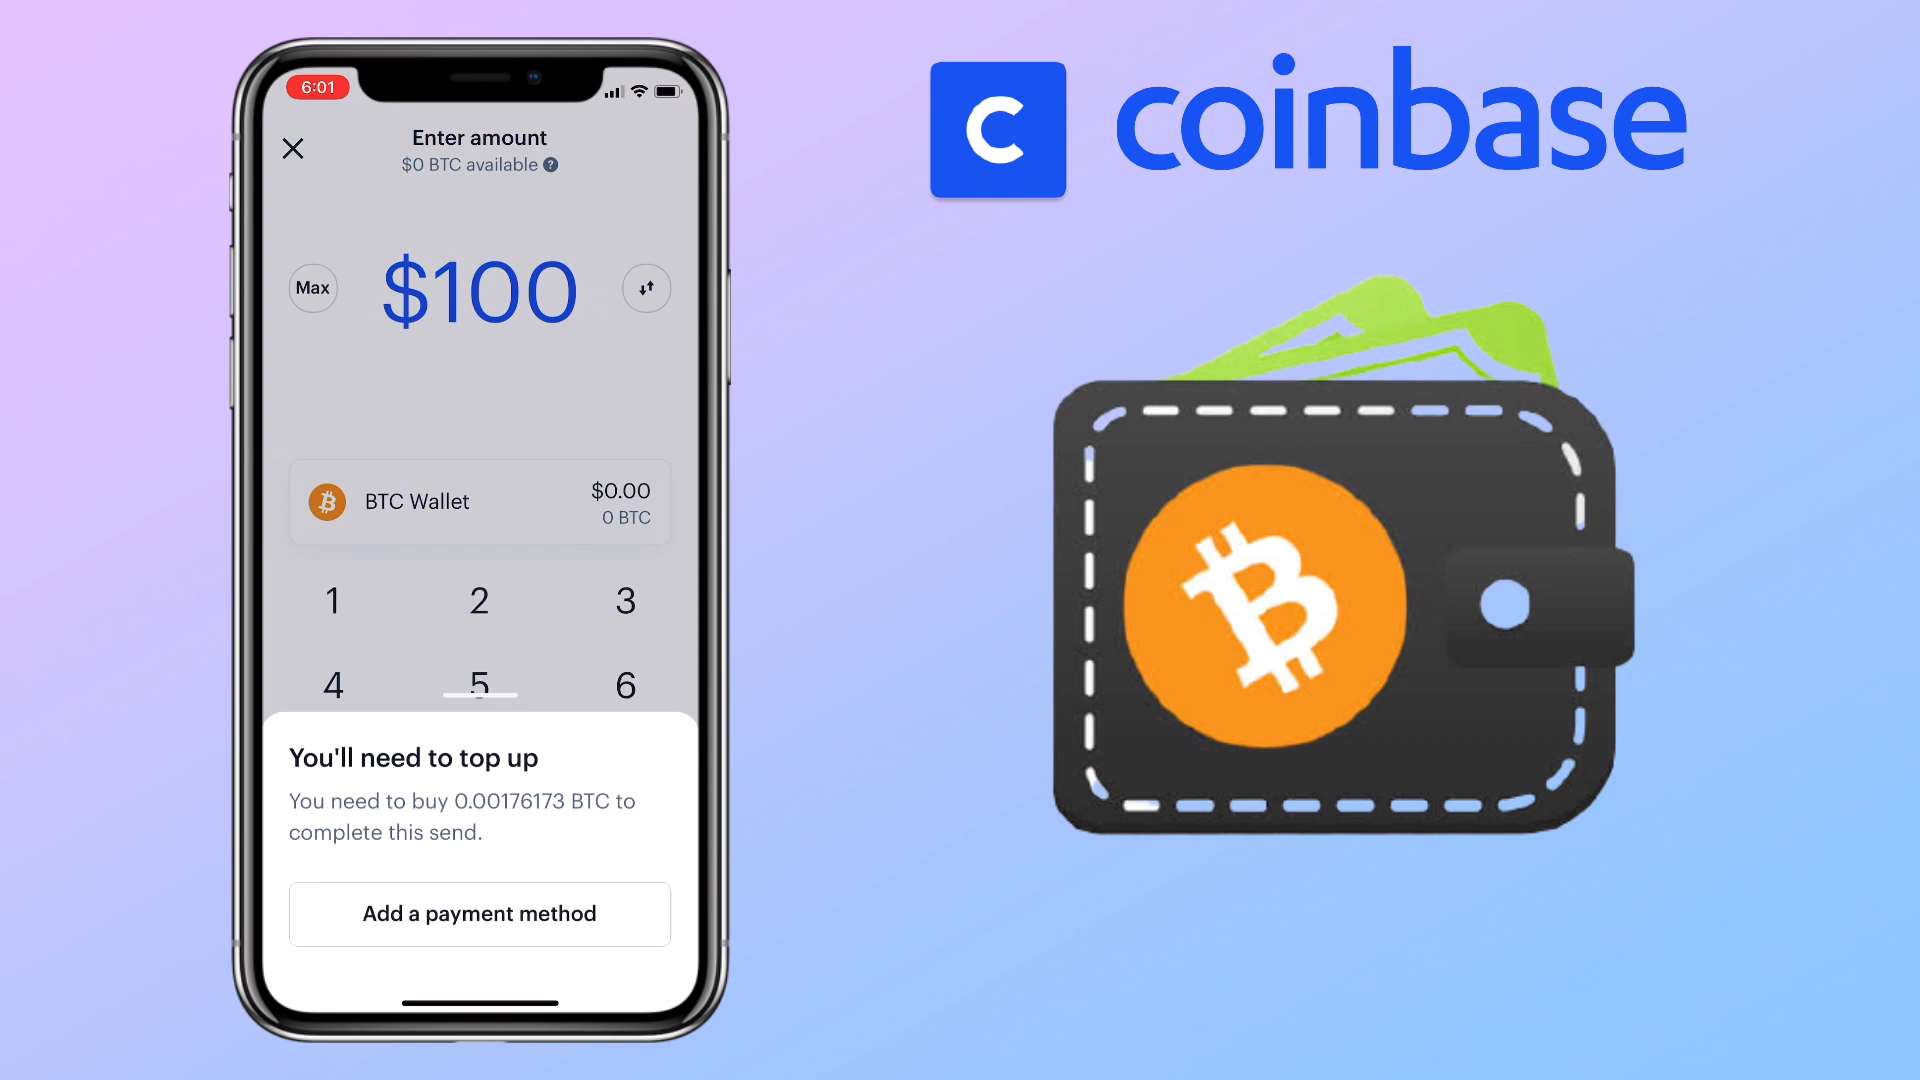 6:01
Enter amount
$0 BTC available ?
Max
$100
BTC Wallet
$0.00
0 BTC
1 2 3
4 5 6
You'll need to top up
You need to buy 0.00176173 BTC to
complete this send.
Add a payment method
C coinbase
₿